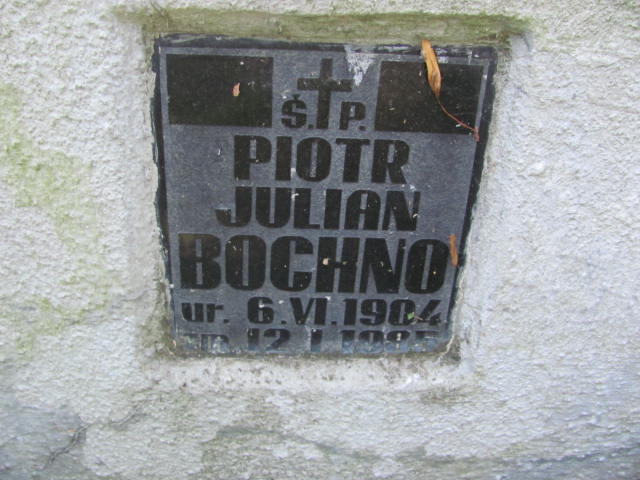 Ś. P.
PIOTR
JULIAN
BOCHNO
ur. 6.VI.1904
12.I.